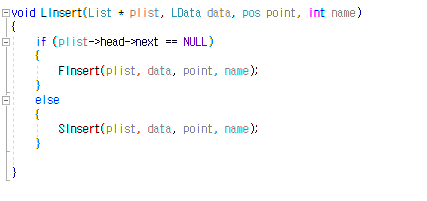 void LInsert(List * plist, LData data, pos point, int name)
{
if (plist->head->next == NULL)
{
FInsert(plist, data, point, name);
}
else
{
SInsert(plist, data, point, name);
}
}